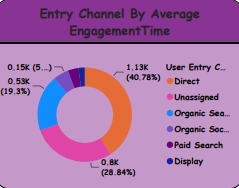 Entry Channel By Average
EngagementTime
0.15K (5...)
0.53K
(19.3%)
1.13K
(40.78%)
0.8K
(28.84%)
User Entry C...
Direct
Unassigned
Organic Sea...
Organic Soc...
Paid Search
Display